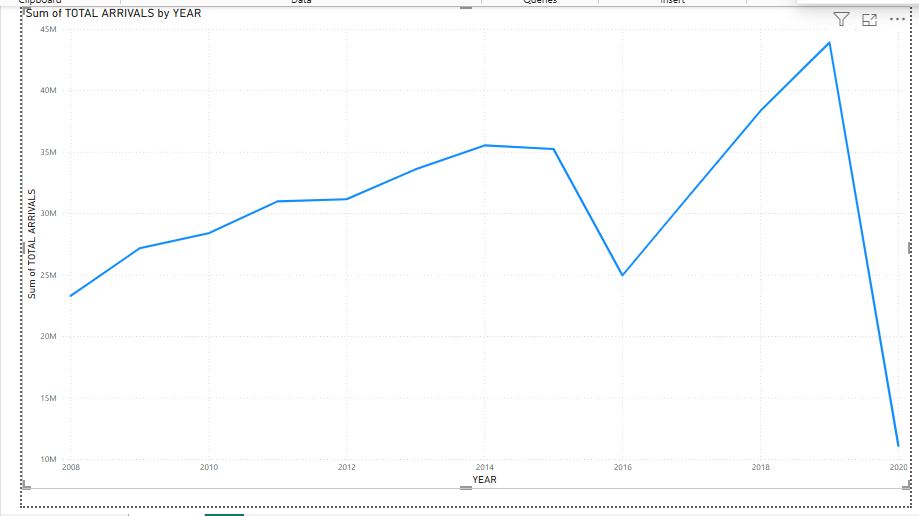 Clipboard Data Queries Insert
Sum of TOTAL ARRIVALS by YEAR
45M
40M
35M
30M
25M
20M
15M
10M
Sum of TOTAL ARRIVALS
2008 2010 2012 2014 2016 2018 2020
YEAR